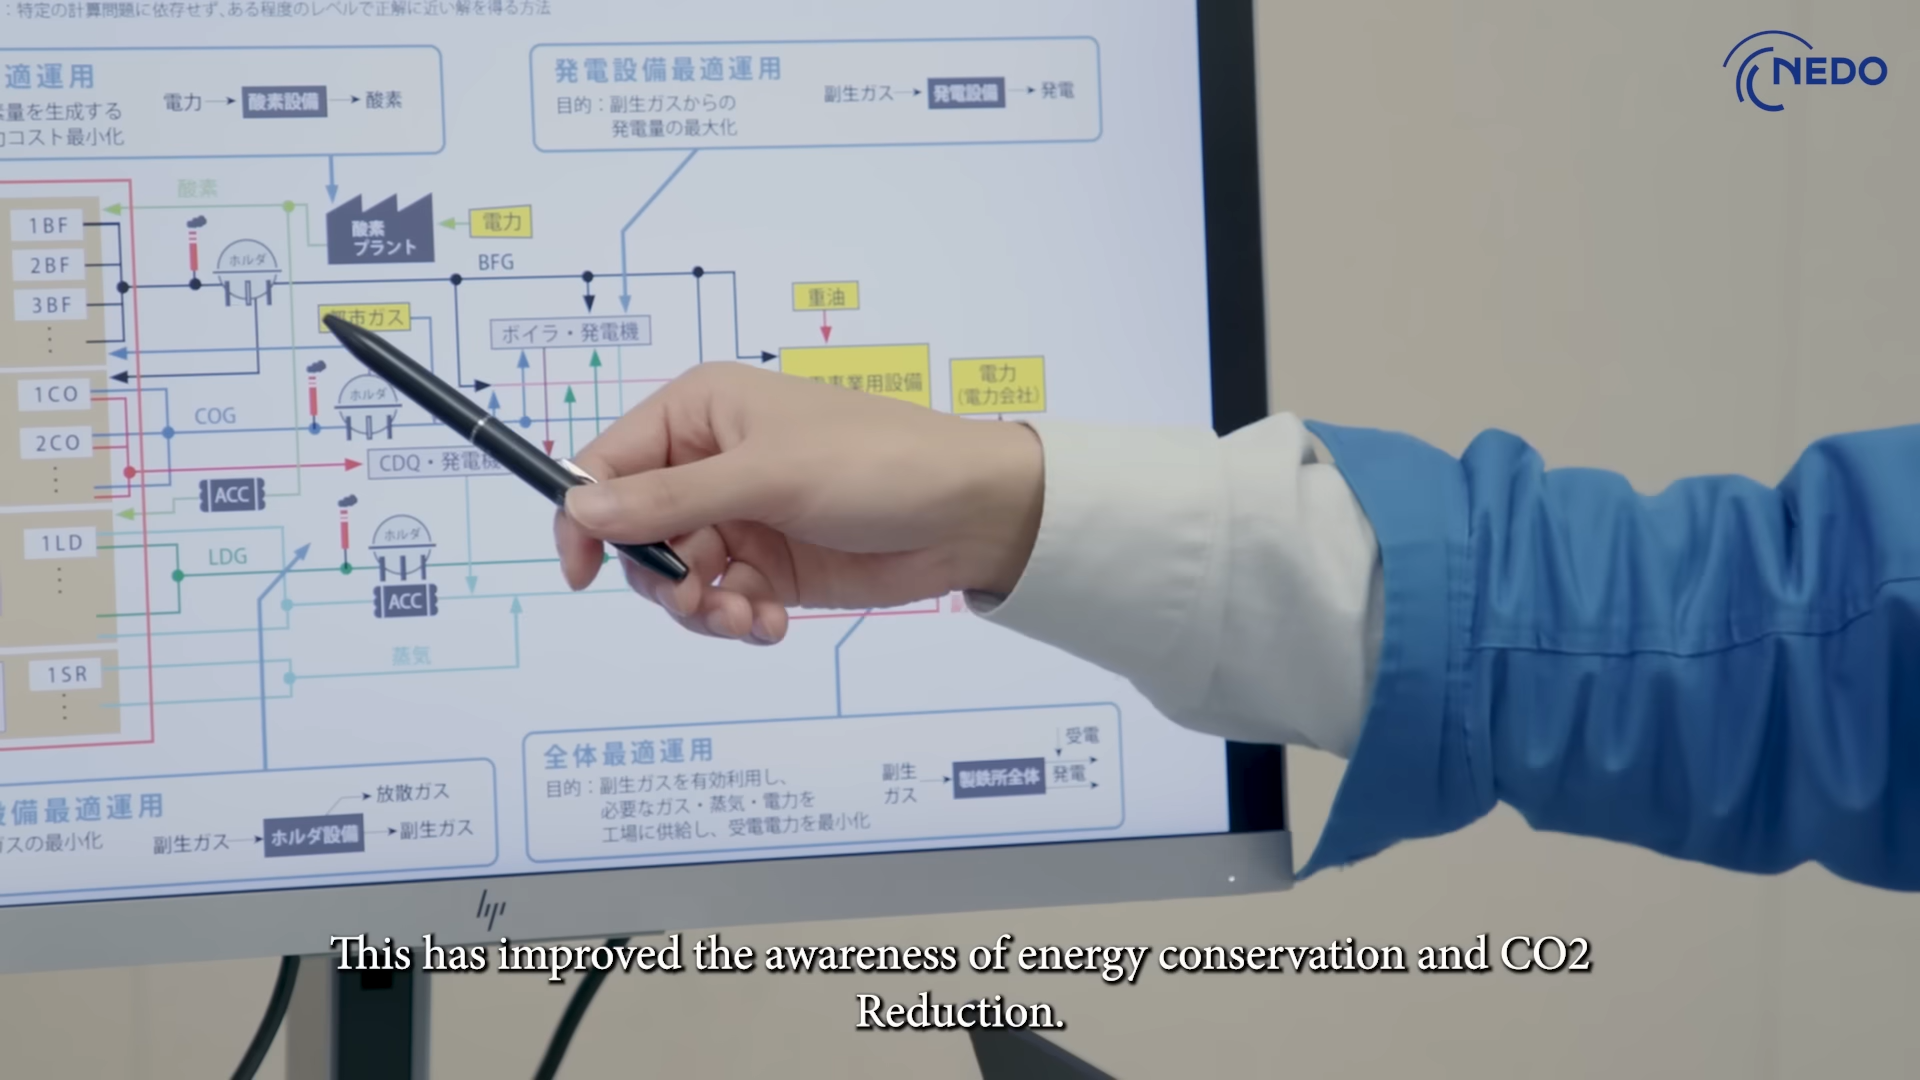 ：特定の計算問題に依存せず、ある程度のレベルで正解に近い解を得る方法
NEDO
適運用
素量を生成する
コスト最小化
電力
酸素設備
酸素
発電設備最適運用
目的：副生ガスからの
発電量の最大化
副生ガス
発電設備
発電
酸素
酸素
プラント
電力
1BF
2BF
3BF
ホルダ
BFG
市ガス
重油
ボイラ・発電機
事業用設備
電力
（電力会社）
1CO
2CO
COG
ホルダ
CDQ・発電機
ACC
1LD
LDG
ホルダ
ACC
蒸気
1SR
備最適運用
ガスの最小化
副生ガス
ホルダ設備
放散ガス
副生ガス
全体最適運用
目的：副生ガスを有効利用し、
必要なガス・蒸気・電力を
工場に供給し、受電電力を最小化
副生
ガス
製鉄所全体
受電
発電
hp
This has improved the awareness of energy conservation and CO2
Reduction.